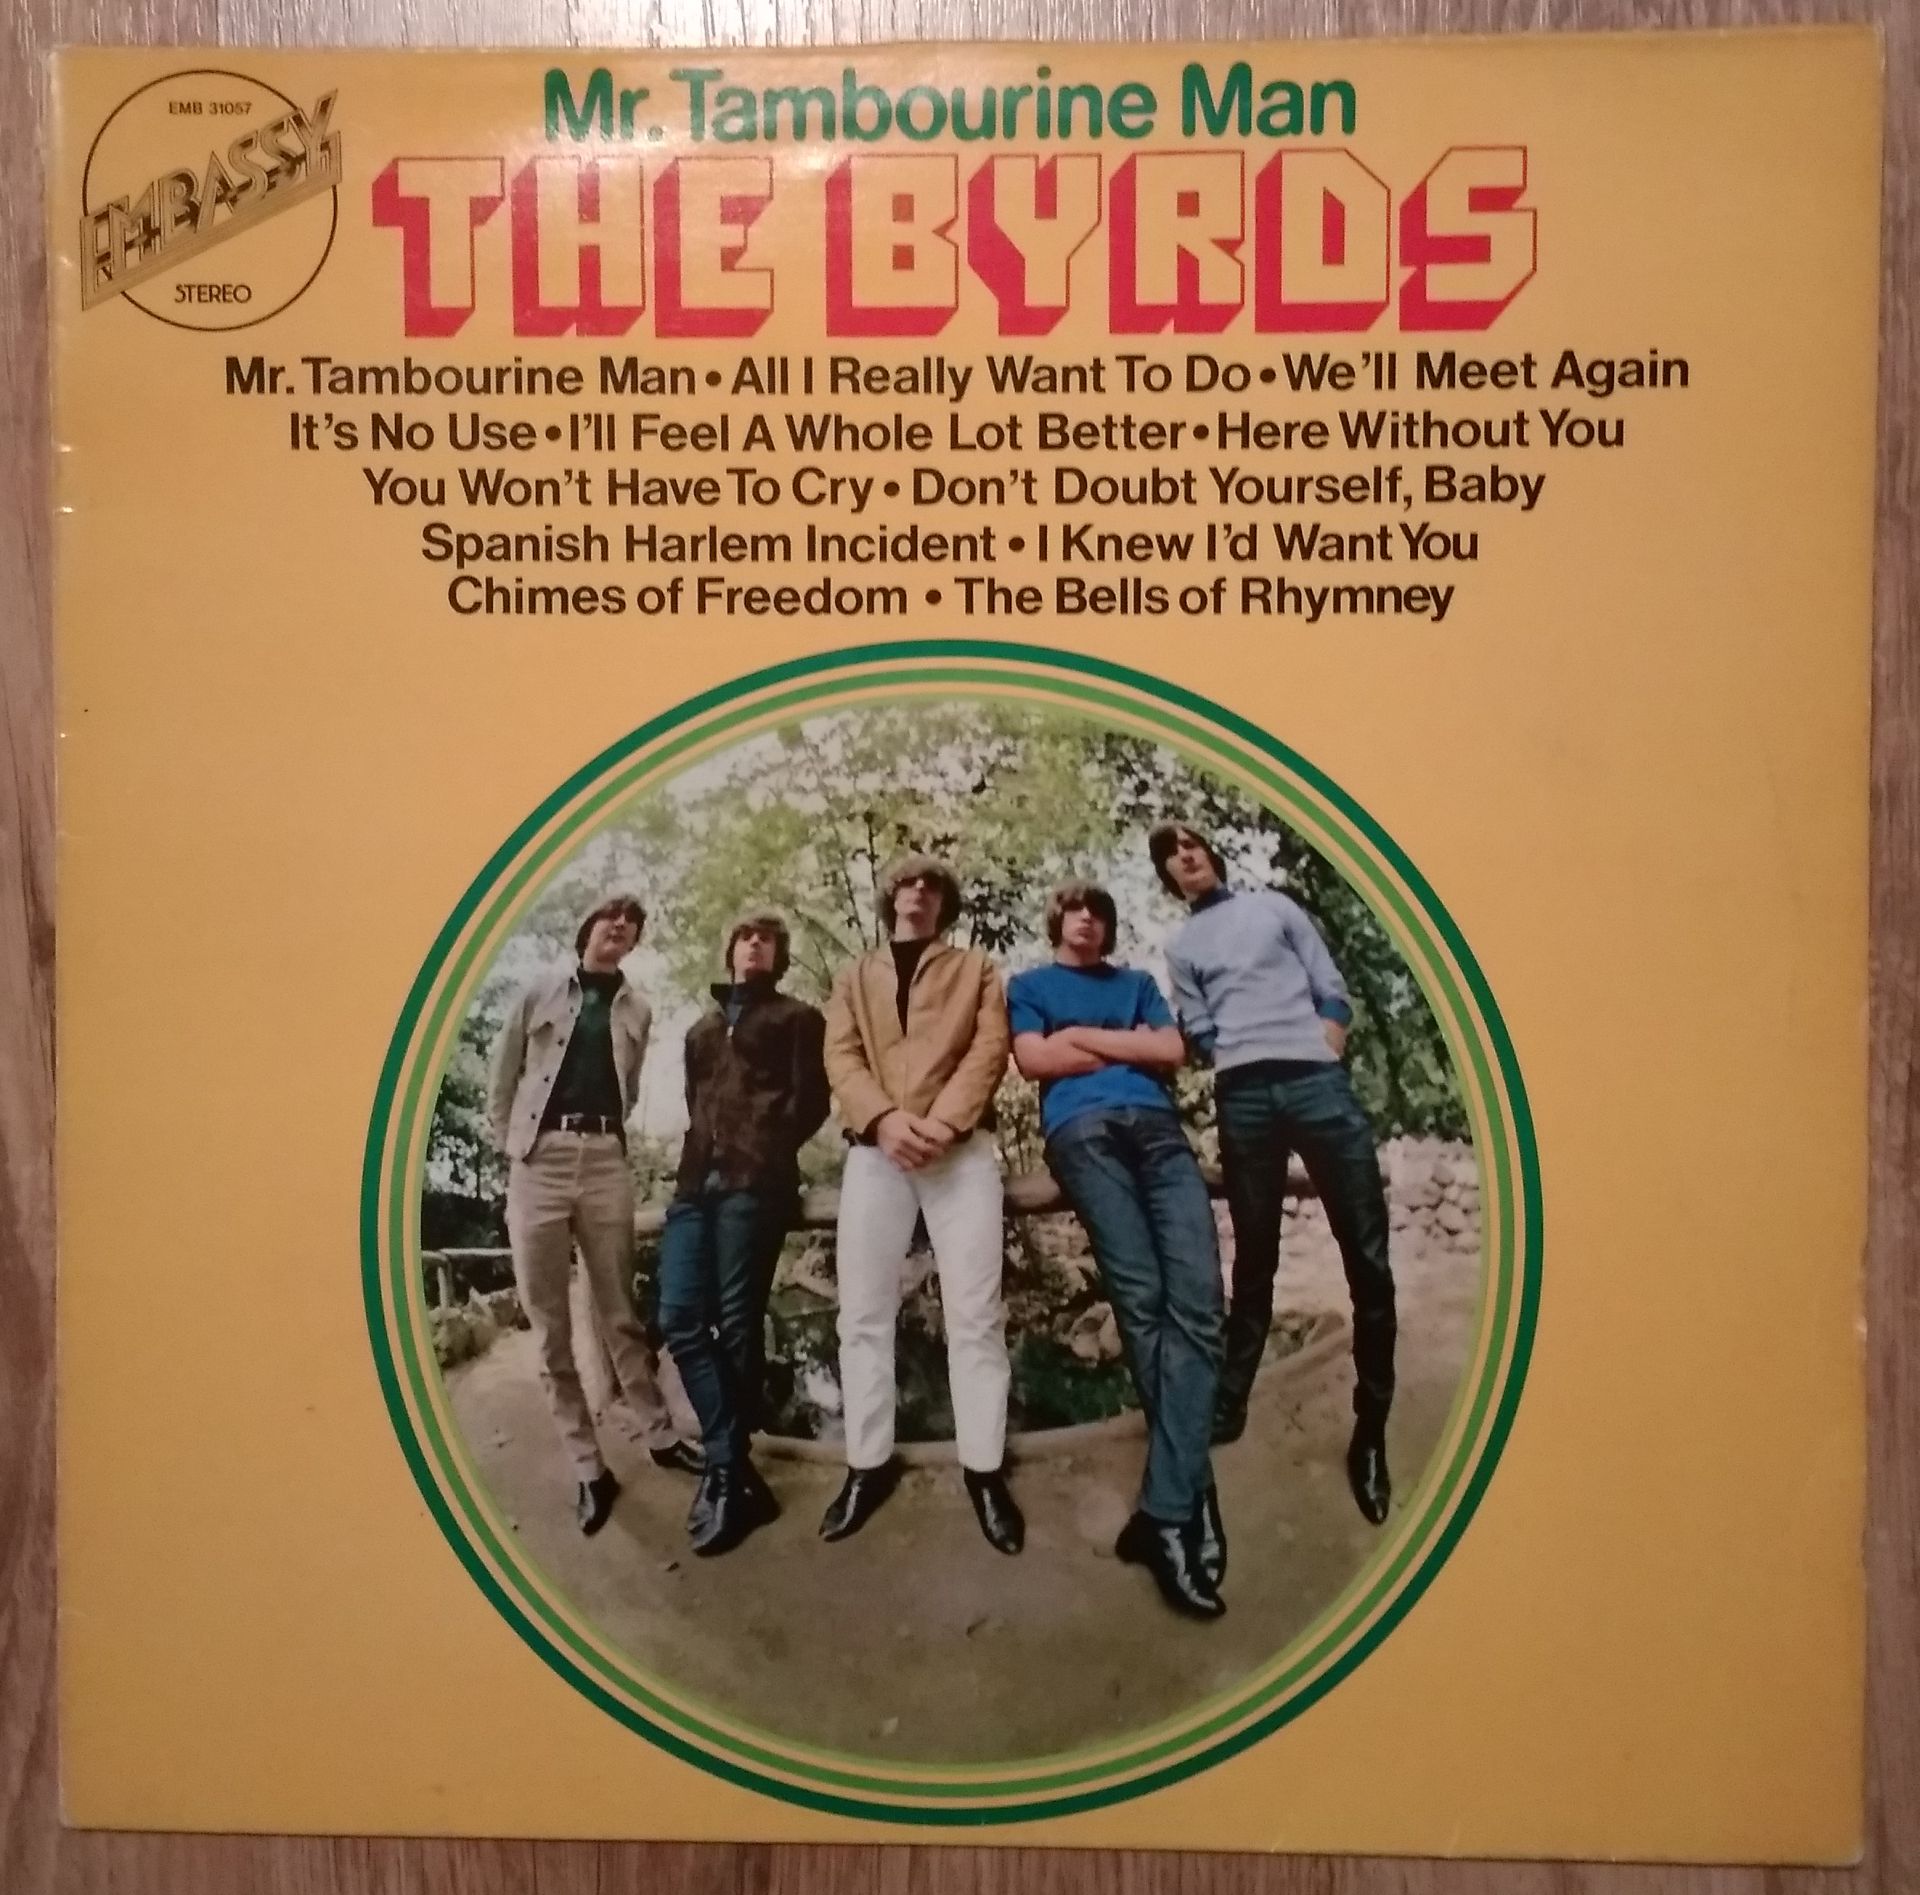 EMB 31057
EMBASSY
STEREO
Mr. Tambourine Man
THE BYRDS
Mr. Tambourine Man • All I Really Want To Do • We'll Meet Again
It's No Use • I'll Feel A Whole Lot Better • Here Without You
You Won't Have To Cry • Don't Doubt Yourself, Baby
Spanish Harlem Incident • I Knew I'd Want You
Chimes of Freedom • The Bells of Rhymney